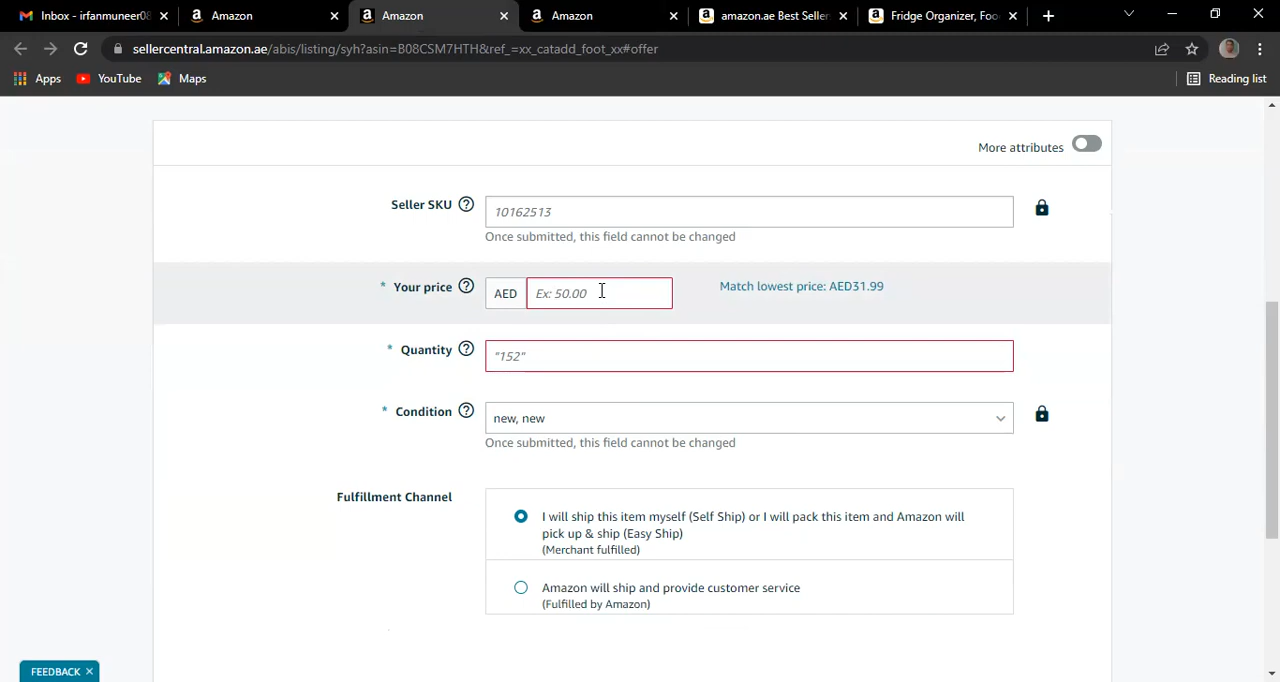 Inbox - irfanmuneer08
Amazon
Amazon
Amazon
amazon.ae Best Seller
Fridge Organizer, Foo
sellercentral.amazon.ae/abis/listing/syh?asin=B08CSM7HTH&ref_=xx_catadd_foot_xx#offer
Apps
YouTube
Maps
Reading list
More attributes
Seller SKU
10162513
Once submitted, this field cannot be changed
* Your price
AED
Ex: 50.00
Match lowest price: AED31.99
* Quantity
"152"
* Condition
new, new
Once submitted, this field cannot be changed
Fulfillment Channel
I will ship this item myself (Self Ship) or I will pack this item and Amazon will
pick up & ship (Easy Ship)
(Merchant fulfilled)
Amazon will ship and provide customer service
(Fulfilled by Amazon)
FEEDBACK